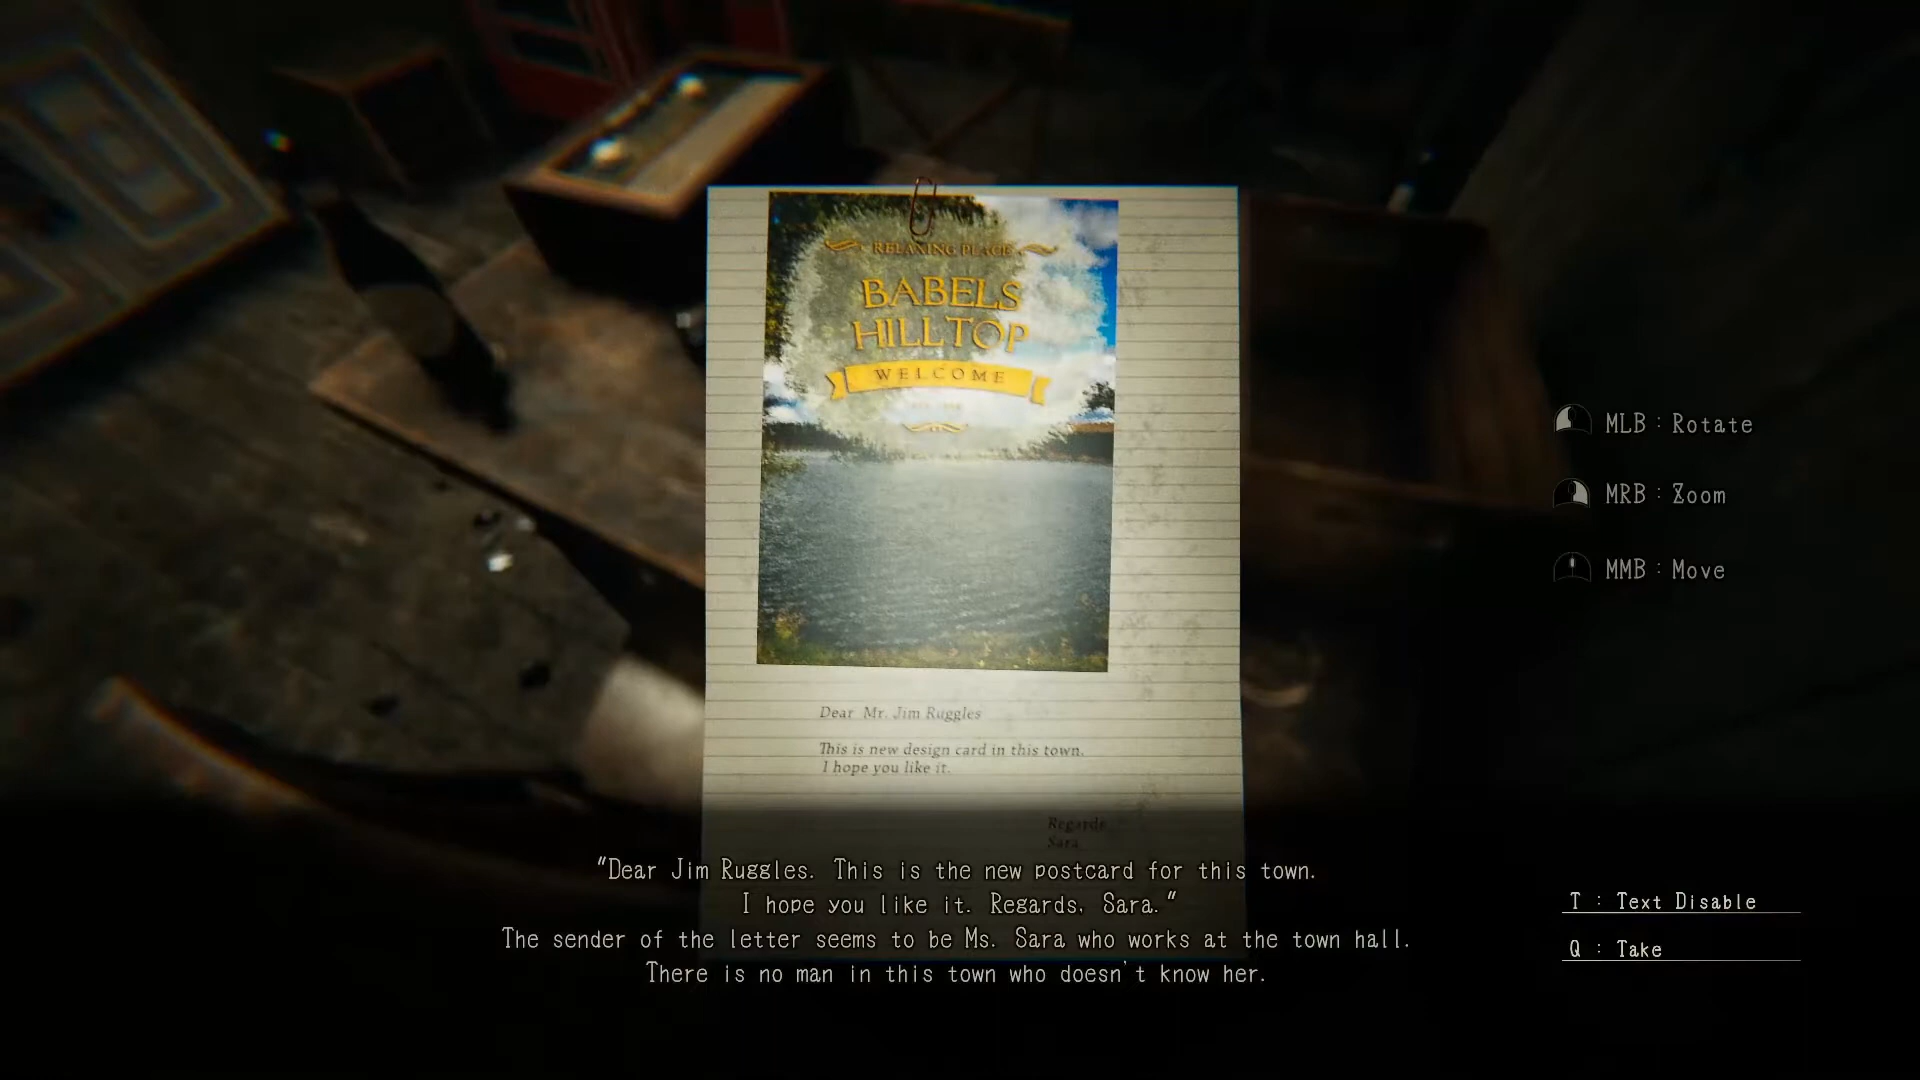 RELAXING PLACE
BABELS
HILLTOP
WELCOME
Dear Mr. Jim Ruggles
This is new design card in this town.
I hope you like it.
Regards
Sara
"Dear Jim Ruggles. This is the new postcard for this town.
I hope you like it. Regards, Sara."
The sender of the letter seems to be Ms. Sara who works at the town hall.
There is no man in this town who doesn't know her.
MLB : Rotate
MRB : Zoom
MMB : Move
T : Text Disable
Q : Take